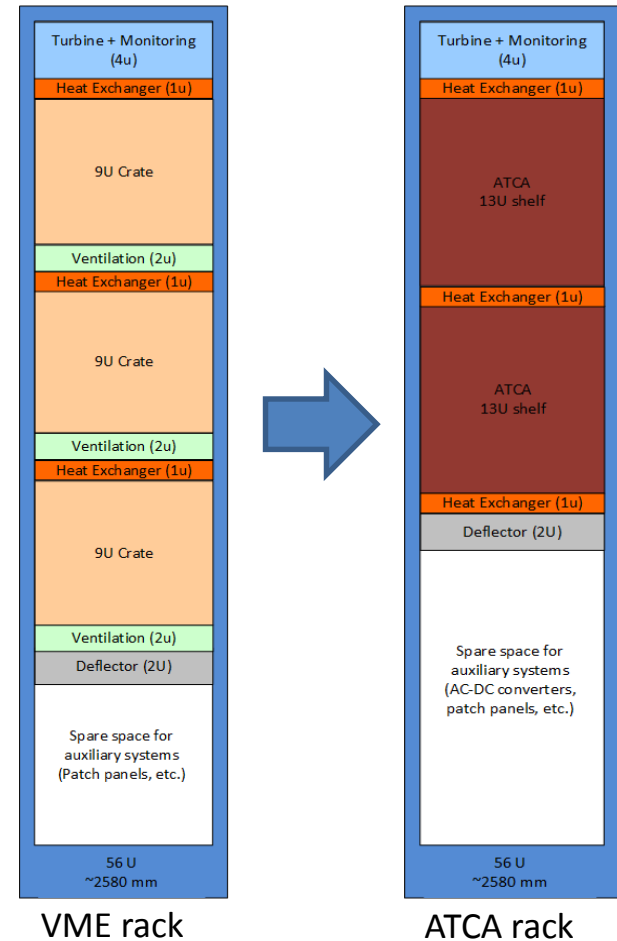 Turbine + Monitoring
(4u)
Heat Exchanger (1u)
9U Crate
Ventilation (2u)
Heat Exchanger (1u)
9U Crate
Ventilation (2u)
Heat Exchanger (1u)
9U Crate
Ventilation (2u)
Deflector (2U)
Spare space for
auxiliary systems
(Patch panels, etc.)
56 U
~2580 mm
VME rack
Turbine + Monitoring
(4u)
Heat Exchanger (1u)
ATCA
13U shelf
Heat Exchanger (1u)
ATCA
13U shelf
Heat Exchanger (1u)
Deflector (2U)
Spare space for
auxiliary systems
(AC-DC converters,
patch panels, etc.)
56 U
~2580 mm
ATCA rack